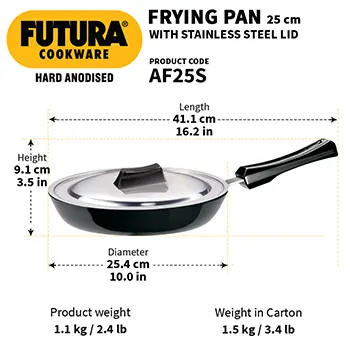 FUTURA
COOKWARE
HARD ANODISED
FRYING PAN 25 cm
WITH STAINLESS STEEL LID
PRODUCT CODE
AF25S
Length
41.1 cm
16.2 in
Height
9.1 cm
3.5 in
Diameter
25.4 cm
10.0 in
Product weight
1.1 kg / 2.4 lb
Weight in Carton
1.5 kg / 3.4 lb